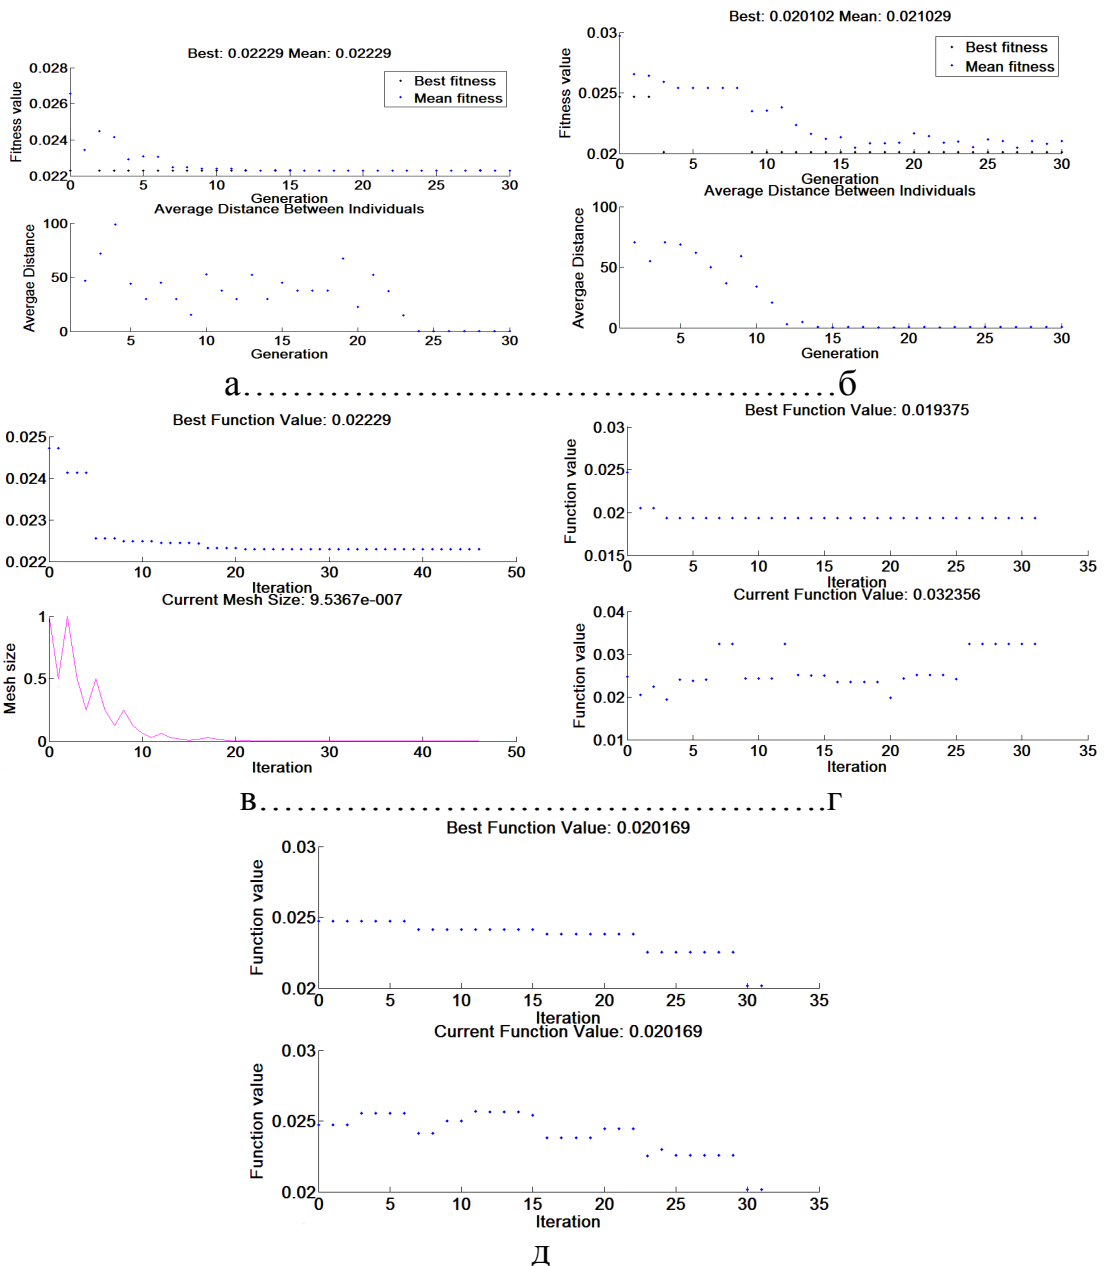 Best: 0.02229 Mean: 0.02229
0.028
0.026
0.024
0.022
Fitness value
Best fitness
Mean fitness
0 5 10 15 20 25 30
Generation
Average Distance Between Individuals
100
50
0
Avergae Distance
5 10 15 20 25 30
Generation
Best: 0.020102 Mean: 0.021029
0.03
0.025
0.02
Fitness value
Best fitness
Mean fitness
0 5 10 15 20 25 30
Generation
Average Distance Between Individuals
100
50
0
Avergae Distance
5 10 15 20 25 30
Generation
а.............................................б
Best Function Value: 0.02229
0.025
0.024
0.023
0.022
0 10 20 30 40 50
Iteration
Current Mesh Size: 9.5367e-007
1
0.5
0
Mesh size
0 10 20 30 40 50
Iteration
Best Function Value: 0.019375
0.03
0.025
0.02
0.015
Function value
0 5 10 15 20 25 30 35
Iteration
Current Function Value: 0.032356
0.04
0.03
0.02
0.01
Function value
0 5 10 15 20 25 30 35
Iteration
в...........................................г
Best Function Value: 0.020169
0.03
0.025
0.02
Function value
0 5 10 15 20 25 30 35
Iteration
Current Function Value: 0.020169
0.03
0.025
0.02
Function value
0 5 10 15 20 25 30 35
Iteration
д